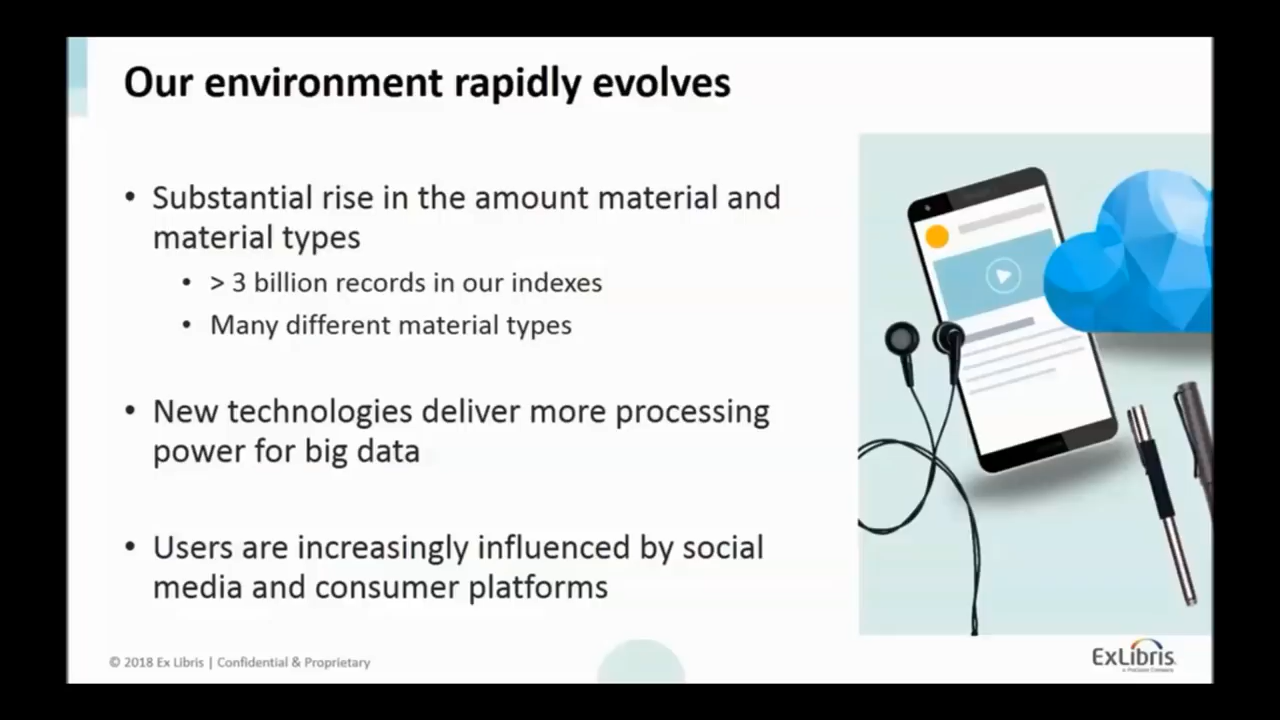 Our environment rapidly evolves
• Substantial rise in the amount material and
material types
• > 3 billion records in our indexes
• Many different material types
• New technologies deliver more processing
power for big data
• Users are increasingly influenced by social
media and consumer platforms
© 2018 Ex Libris | Confidential & Proprietary
ExLibris
a ProQuest Company